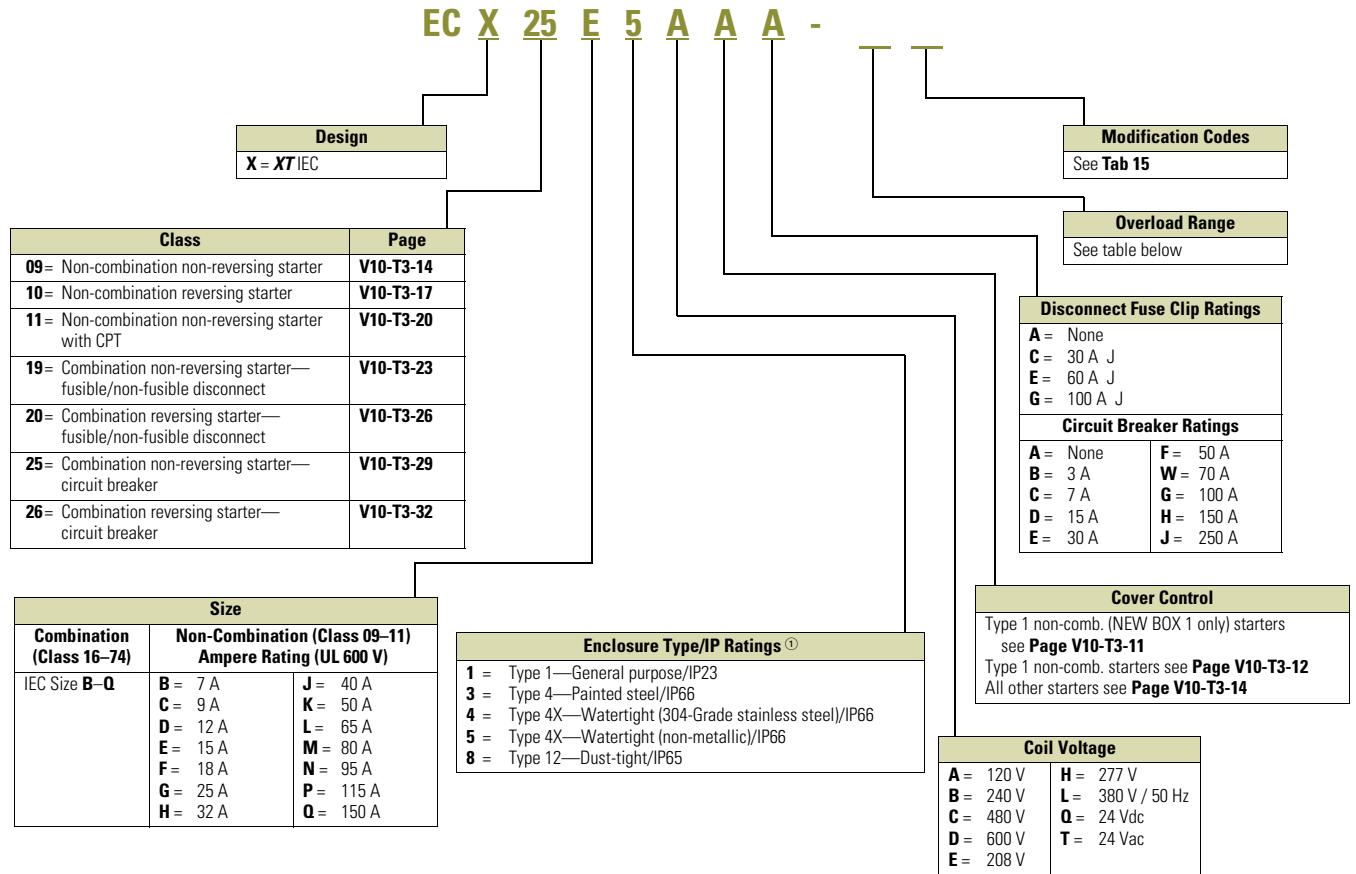 EC X 25 E 5 A A A -
Design
X = XT IEC
Modification Codes
See Tab 15
Overload Range
See table below
Class Page
09= Non-combination non-reversing starter V10-T3-14
10= Non-combination reversing starter V10-T3-17
11= Non-combination non-reversing starter V10-T3-20
with CPT
19= Combination non-reversing starter— V10-T3-23
fusible/non-fusible disconnect
20= Combination reversing starter— V10-T3-26
fusible/non-fusible disconnect
25= Combination non-reversing starter— V10-T3-29
circuit breaker
26= Combination reversing starter— V10-T3-32
circuit breaker
Disconnect Fuse Clip Ratings
A = None
C = 30 A J
E = 60 A J
G = 100 A J
Circuit Breaker Ratings
A = None F = 50 A
B = 3 A W = 70 A
C = 7 A G = 100 A
D = 15 A H = 150 A
E = 30 A J = 250 A
Size
Combination Non-Combination (Class 09–11)
(Class 16–74) Ampere Rating (UL 600 V)
IEC Size B–Q B = 7 A J = 40 A
C = 9 A K = 50 A
D = 12 A L = 65 A
E = 15 A M = 80 A
F = 18 A N = 95 A
G = 25 A P = 115 A
H = 32 A Q = 150 A
Enclosure Type/IP Ratings ①
1 = Type 1—General purpose/IP23
3 = Type 4—Painted steel/IP66
4 = Type 4X—Watertight (304-Grade stainless steel)/IP66
5 = Type 4X—Watertight (non-metallic)/IP66
8 = Type 12—Dust-tight/IP65
Cover Control
Type 1 non-comb. (NEW BOX 1 only) starters
see Page V10-T3-11
Type 1 non-comb. starters see Page V10-T3-12
All other starters see Page V10-T3-14
Coil Voltage
A = 120 V H = 277 V
B = 240 V L = 380 V / 50 Hz
C = 480 V Q = 24 Vdc
D = 600 V T = 24 Vac
E = 208 V